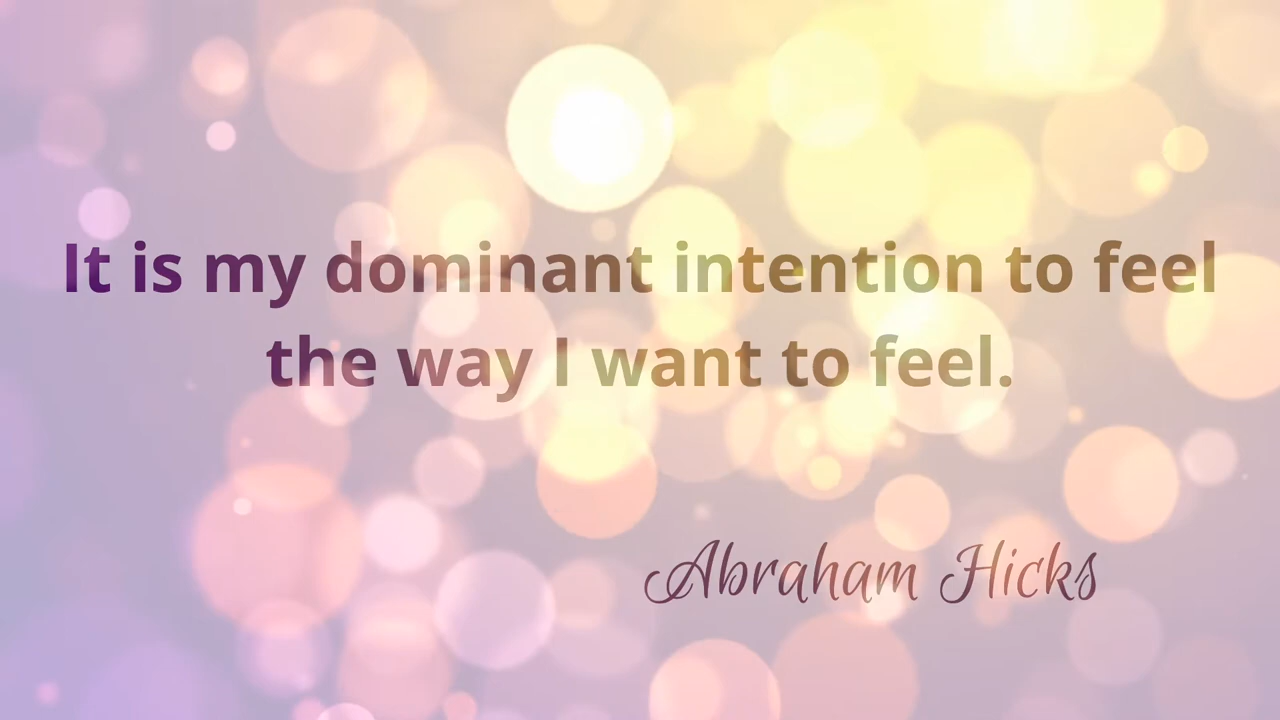 It is my dominant intention to feel
the way I want to feel.
Abraham Hicks